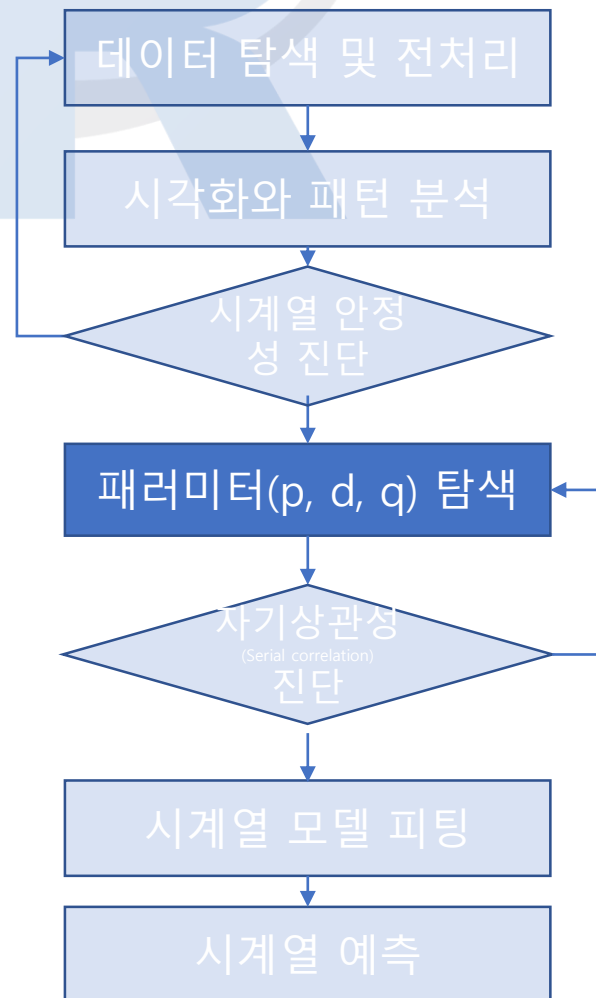 데이터 탐색 및 전처리
시각화와 패턴 분석
시계열 안정
성 진단
패러미터(p, d, q) 탐색
자기상관성
(Serial correlation)
진단
시계열 모델 피팅
시계열 예측